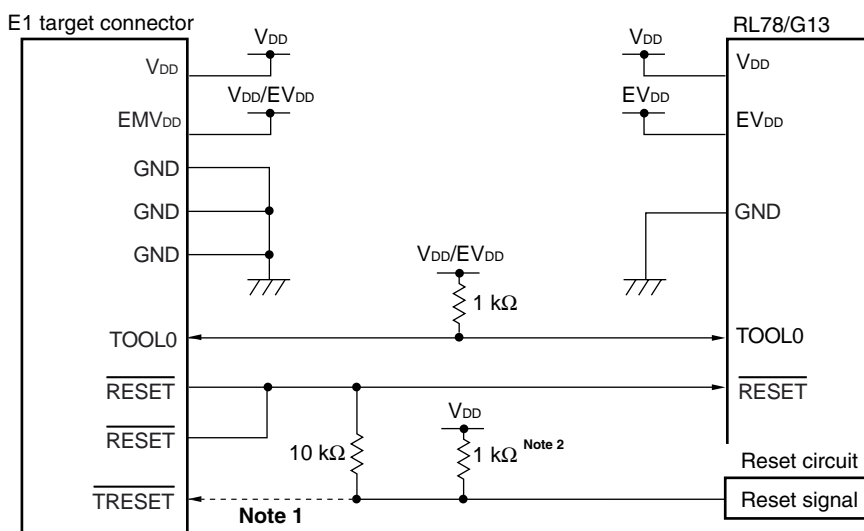 E1 target connector
RL78/G13
VDD
VDD
VDD
VDD
VDD/EVDD
EVDD
EMVDD
EVDD
GND
GND
GND
GND
VDD/EVDD
1 kΩ
TOOL0
TOOL0
RESET
RESET
VDD
RESET
10 kΩ
1 kΩ Note 2
Reset circuit
TRESET
Note 1
Reset signal